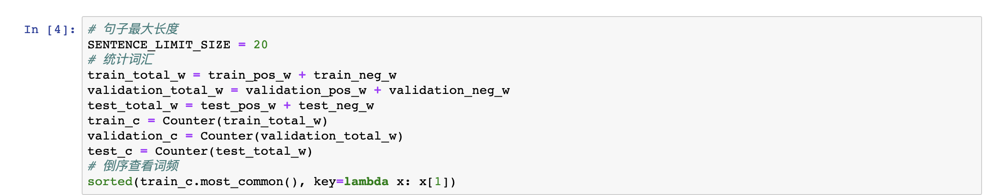 In [4]:
# 句子最大长度
SENTENCE_LIMIT_SIZE = 20
# 统计词汇
train_total_w = train_pos_w + train_neg_w
validation_total_w = validation_pos_w + validation_neg_w
test_total_w = test_pos_w + test_neg_w
train_c = Counter(train_total_w)
validation_c = Counter(validation_total_w)
test_c = Counter(test_total_w)
# 倒序查看词频
sorted(train_c.most_common(), key=lambda x: x[1])